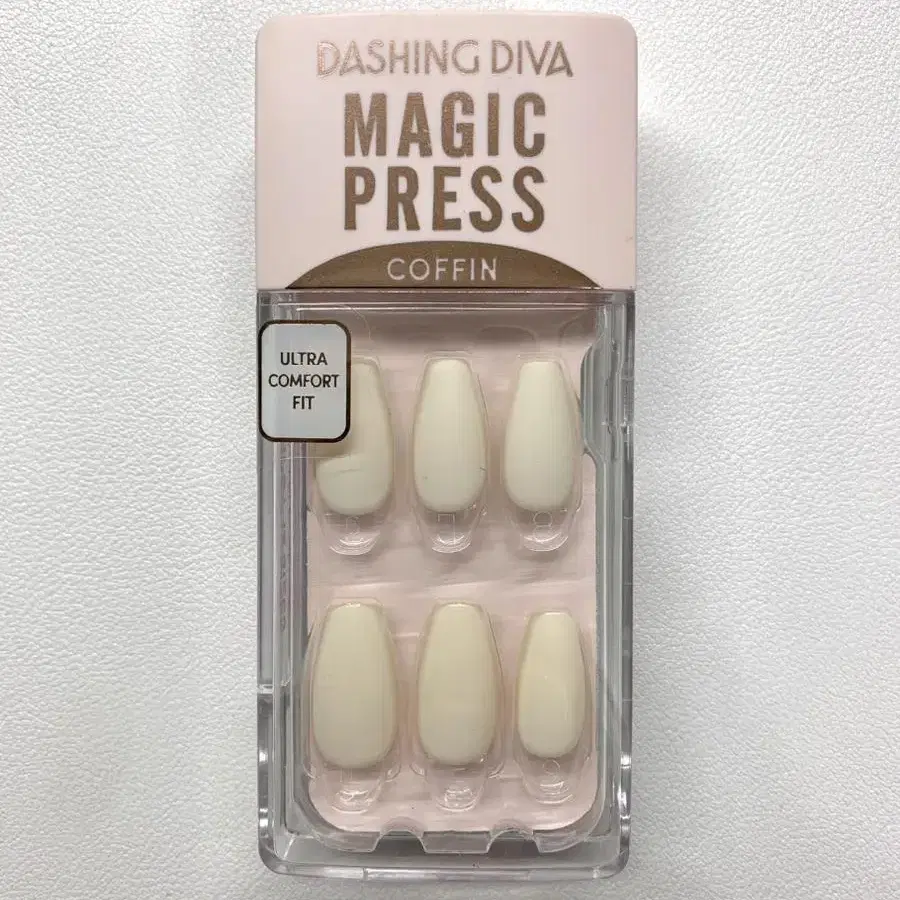 DASHING DIVA
MAGIC
PRESS
COFFIN
ULTRA
COMFORT
FIT